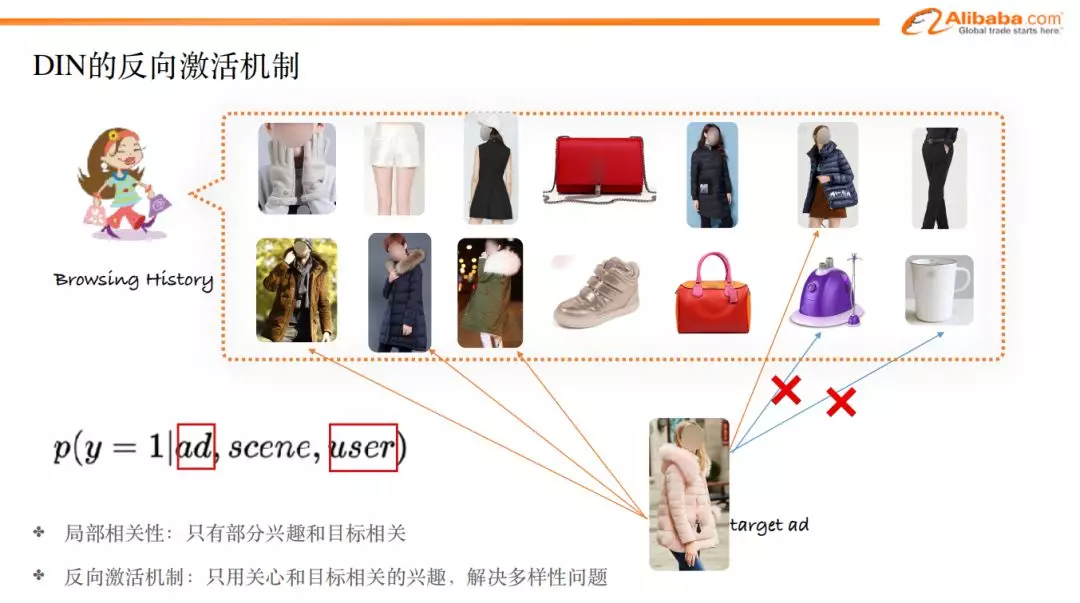 Alibaba.com
Global trade starts here.™
DIN的反向激活机制
Browsing History
p(y = 1|ad, scene, user)
target ad
局部相关性：只有部分兴趣和目标相关
反向激活机制：只用关心和目标相关的兴趣，解决多样性问题